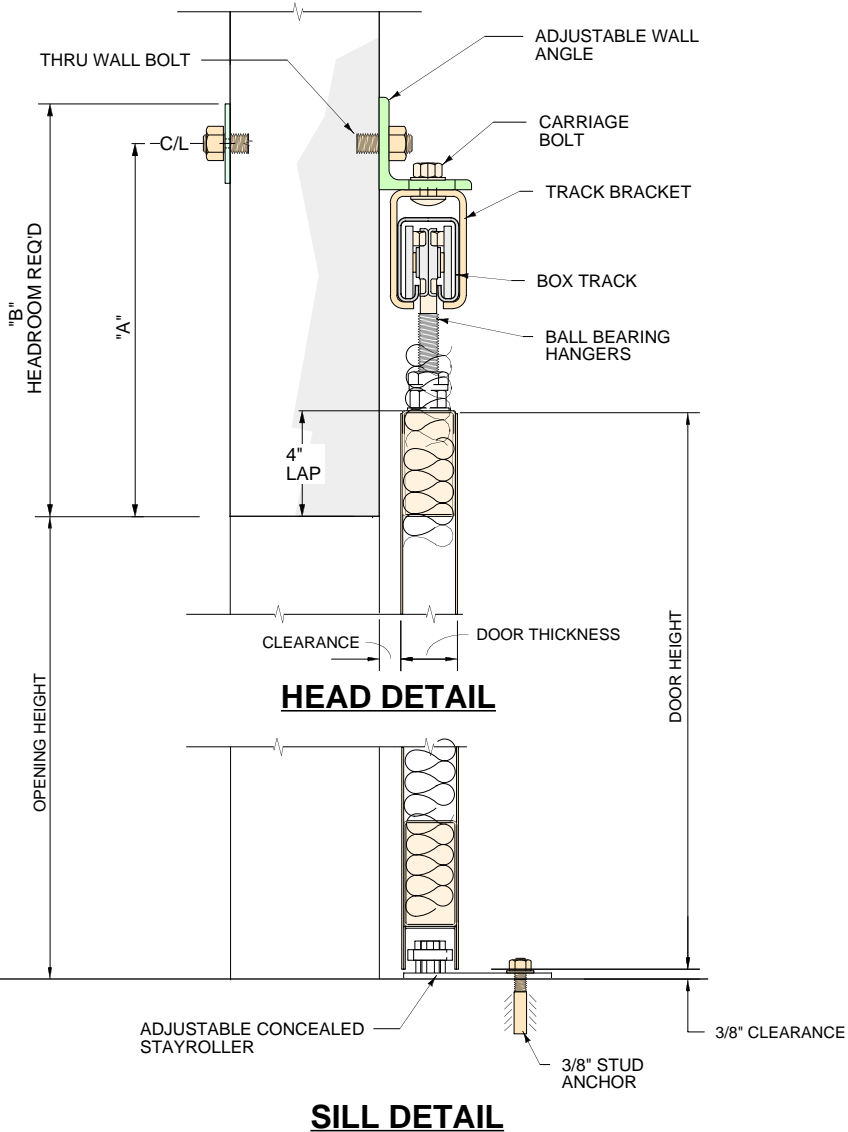 ADJUSTABLE WALL
ANGLE
THRU WALL BOLT
CARRIAGE
BOLT
C/L
TRACK BRACKET
"B"
HEADROOM REQ'D
"A"
BOX TRACK
BALL BEARING
HANGERS
4"
LAP
CLEARANCE
DOOR THICKNESS
HEAD DETAIL
OPENING HEIGHT
DOOR HEIGHT
ADJUSTABLE CONCEALED
STAYROLLER
3/8" CLEARANCE
3/8" STUD
ANCHOR
SILL DETAIL